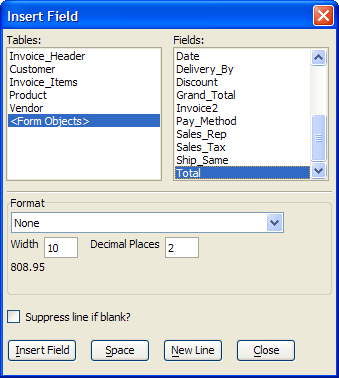 Insert Field
Tables:
Invoice_Header
Customer
Invoice_Items
Product
Vendor
<Form Objects>
Fields:
Date
Delivery_By
Discount
Grand_Total
Invoice2
Pay_Method
Sales_Rep
Sales_Tax
Ship_Same
Total
Format
None
Width 10 Decimal Places 2
808.95
Suppress line if blank?
Insert Field Space New Line Close